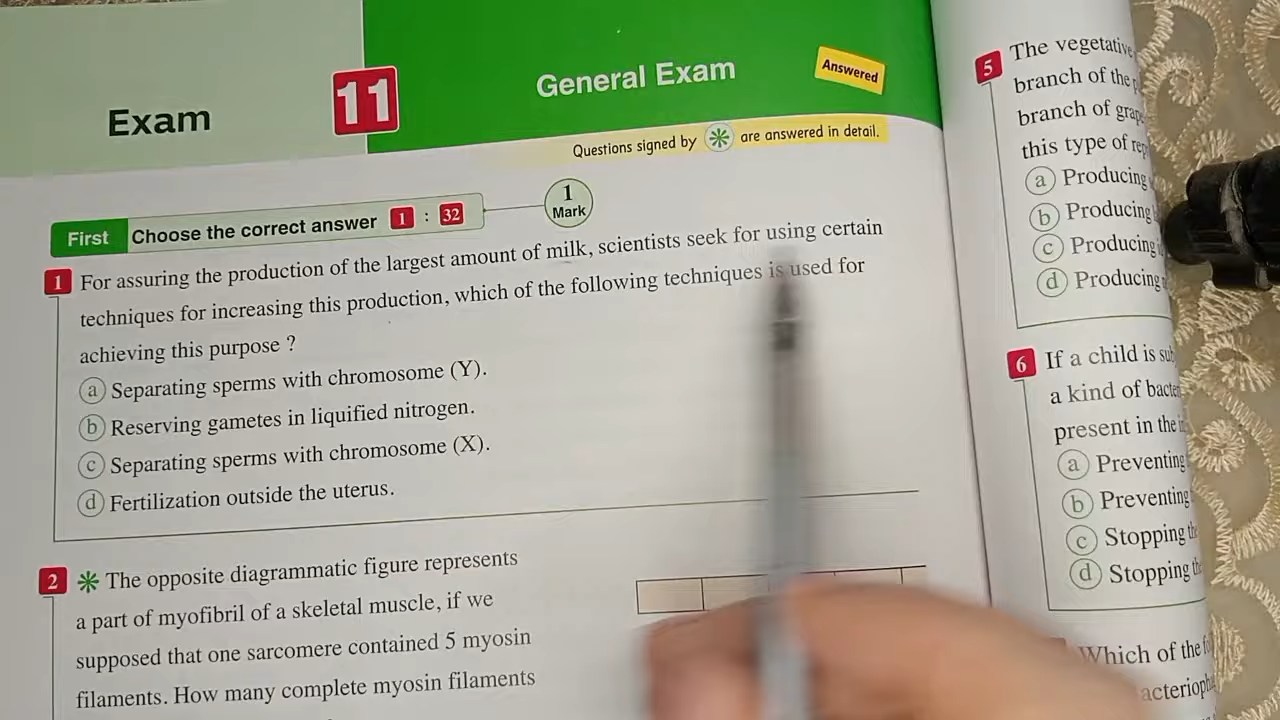 Exam
11
General Exam
Answered
Questions signed by are answered in detail.
First Choose the correct answer 1 : 32
1
Mark
1 For assuring the production of the largest amount of milk, scientists seek for using certain
techniques for increasing this production, which of the following techniques is used for
achieving this purpose ?
a Separating sperms with chromosome (Y).
b Reserving gametes in liquified nitrogen.
c Separating sperms with chromosome (X).
d Fertilization outside the uterus.
2 The opposite diagrammatic figure represents
a part of myofibril of a skeletal muscle, if we
supposed that one sarcomere contained 5 myosin
filaments. How many complete myosin filaments
5 The vegetative
branch of the
branch of
this type of
a Producing
b Producing
c Producing
d Producing
6 If a child is
a kind of
present in the
a Preventing
b Preventing
c Stopping
d Stopping
Which of the